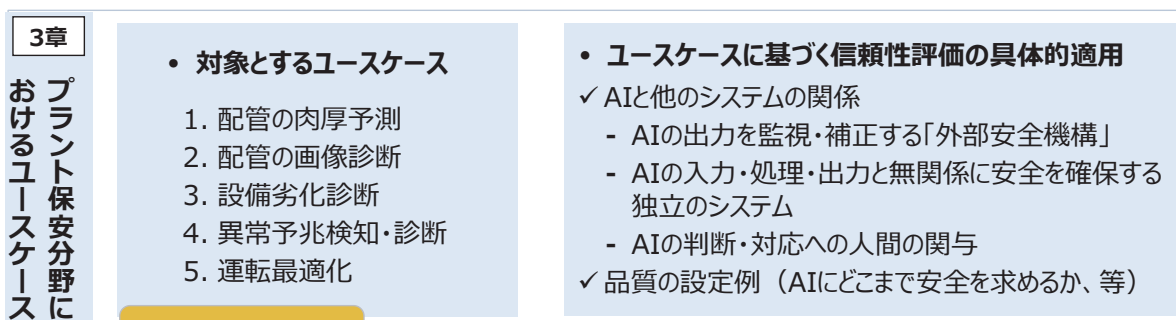 3章
プラント保安分野に
おけるユースケース
• 対象とするユースケース
1. 配管の肉厚予測
2. 配管の画像診断
3. 設備劣化診断
4. 異常予兆検知・診断
5. 運転最適化
• ユースケースに基づく信頼性評価の具体的適用
✓ AIと他のシステムの関係
- AIの出力を監視・補正する「外部安全機構」
- AIの入力・処理・出力と無関係に安全を確保する
独立のシステム
- AIの判断・対応への人間の関与
✓ 品質の設定例（AIにどこまで安全を求めるか、等）